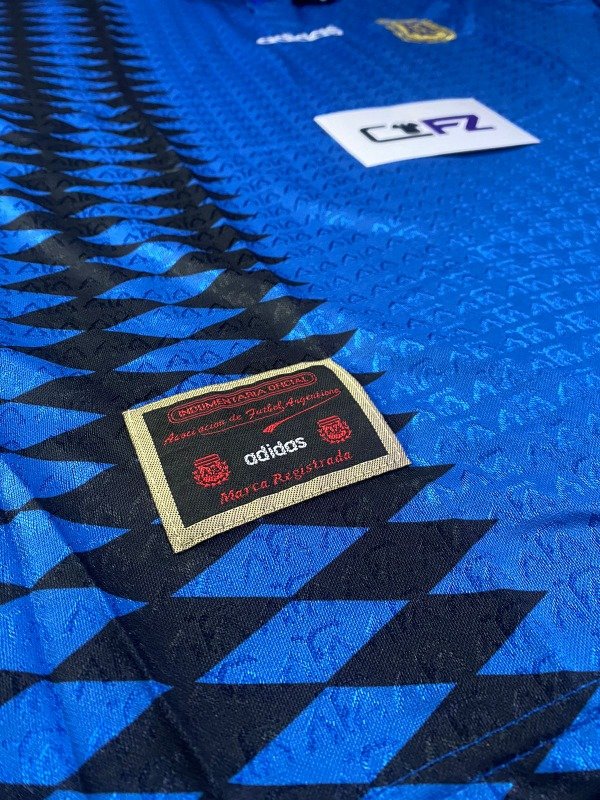 adidas
FZ
INDUMENTARIA OFICIAL
Asociacion de Futbol Argentino
adidas
Marca Registrada